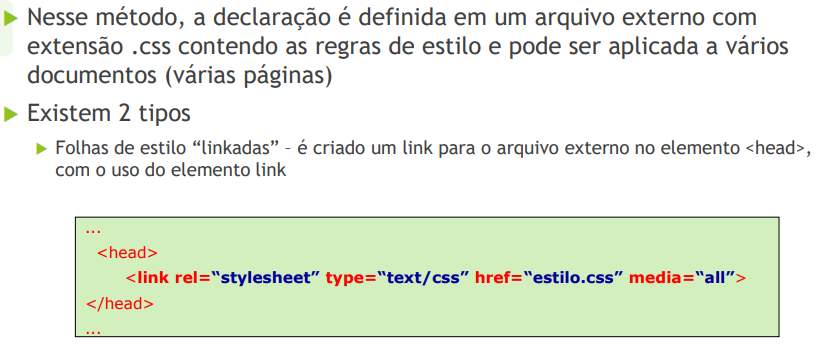 Nesse método, a declaração é definida em um arquivo externo com
extensão .css contendo as regras de estilo e pode ser aplicada a vários
documentos (várias páginas)
Existem 2 tipos
Folhas de estilo “linkadas” – é criado um link para o arquivo externo no elemento <head>,
com o uso do elemento link
...
<head>
<link rel=“stylesheet” type=“text/css” href=“estilo.css” media=“all”>
</head>
...